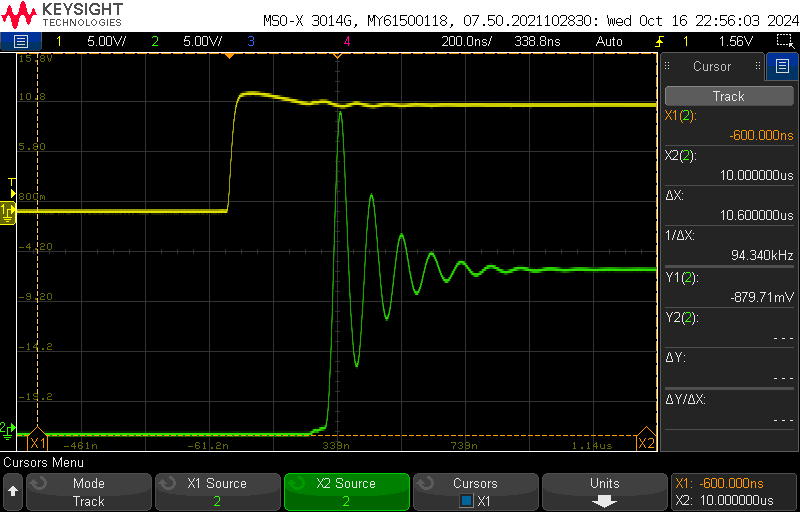 KEYSIGHT
TECHNOLOGIES
MSO-X 3014G, MY61500118, 07.50.2021102830: Wed Oct 16 22:56:03 2024
1 5.00V/ 2 5.00V/ 3 4 200.0ns/ 338.8ns Auto 1 1.56V
15.8V
10.8
5.80
800m
-4.20
-9.20
-14.2
-19.2
T
1
2
X1
-461n -61.2n 339n 739n 1.14us
X2
Cursor
Track
X1(2):
-600.000ns
X2(2):
10.000000us
ΔX:
10.600000us
1/ΔX:
94.340kHz
Y1(2):
-879.71mV
Y2(2):
- - -
ΔY:
- - -
ΔY/ΔX:
- - -
Cursors Menu
Mode
Track
X1 Source
2
X2 Source
2
Cursors
X1
Units
X1: -600.000ns
X2: 10.000000us